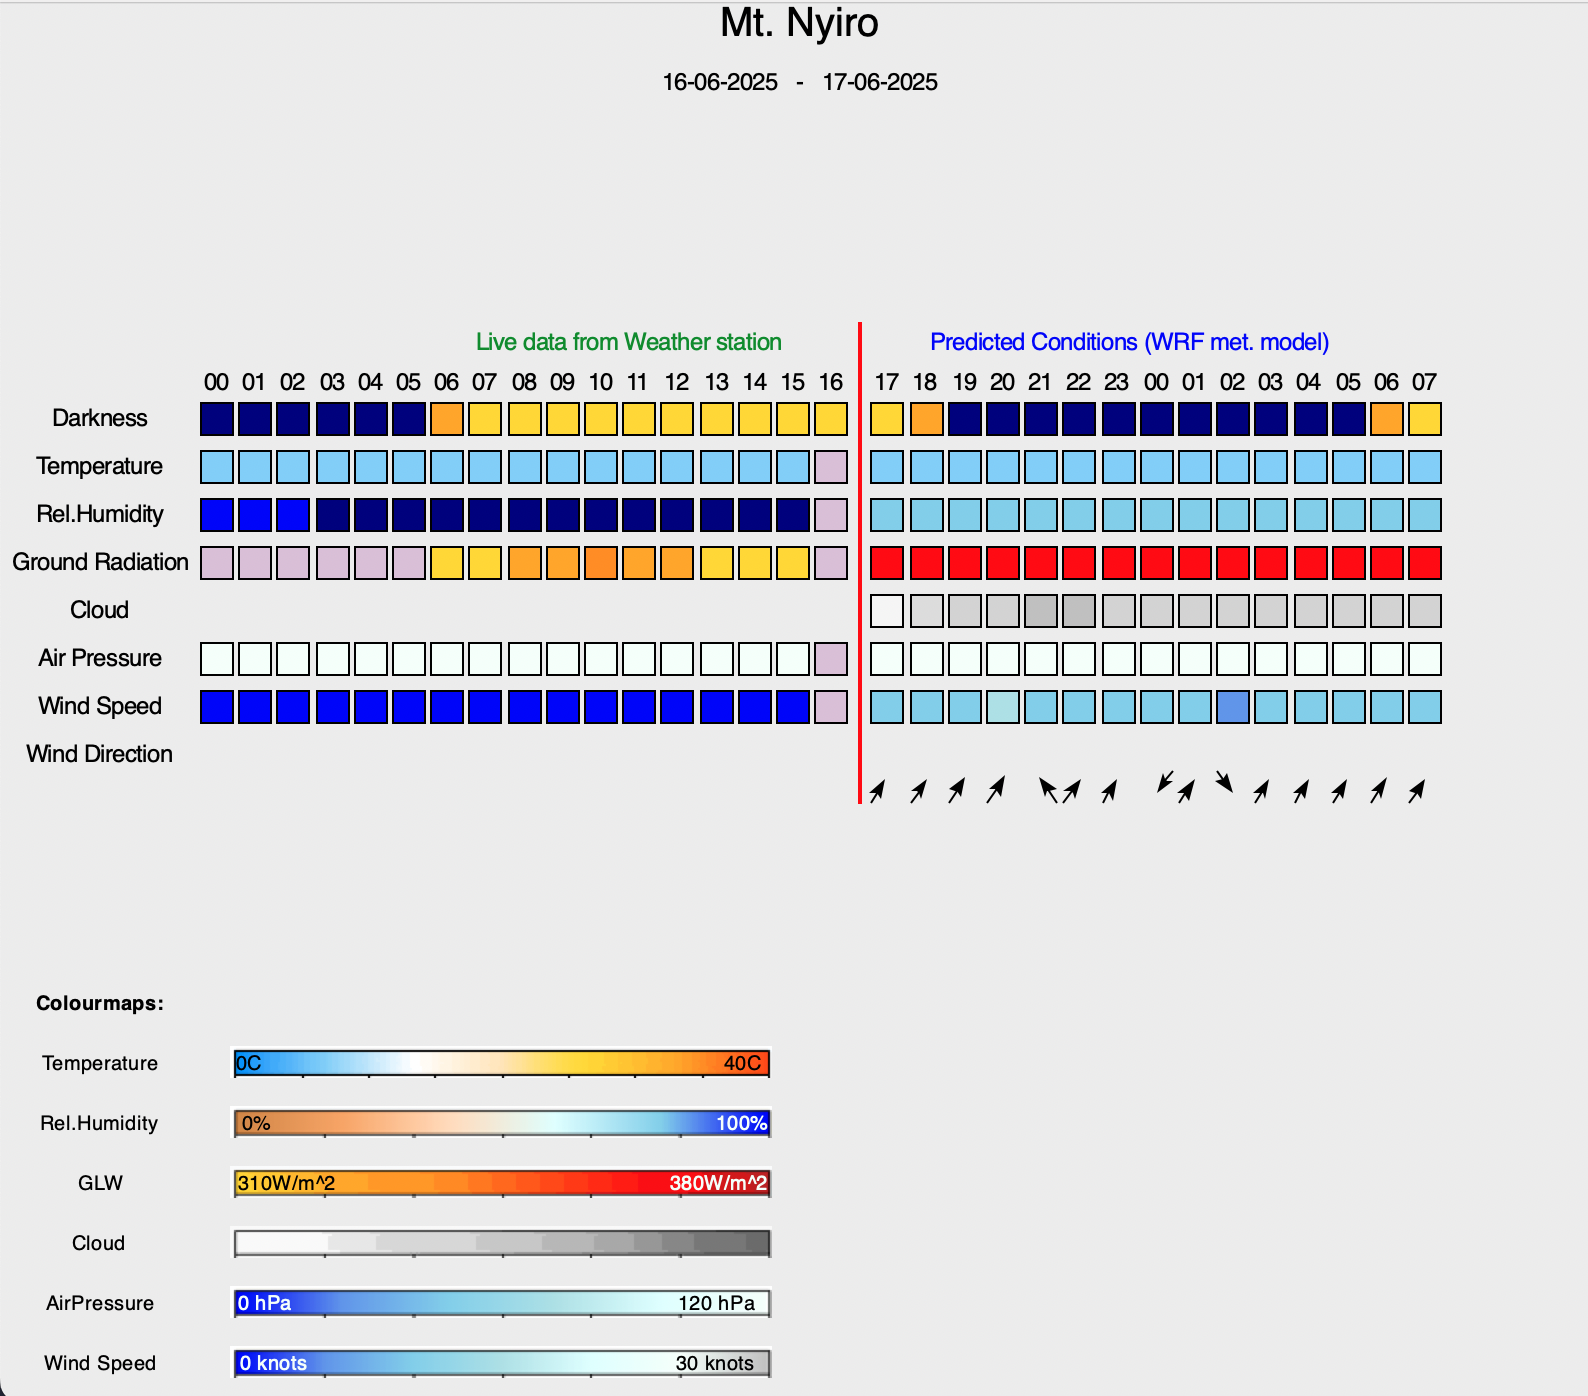 Mt. Nyiro
16-06-2025 - 17-06-2025
Live data from Weather station
Predicted Conditions (WRF met. model)
00 01 02 03 04 05 06 07 08 09 10 11 12 13 14 15 16 17 18 19 20 21 22 23 00 01 02 03 04 05 06 07
Darkness
Temperature
Rel.Humidity
Ground Radiation
Cloud
Air Pressure
Wind Speed
Wind Direction
Colourmaps:
Temperature 0C 40C
Rel.Humidity 0% 100%
GLW 310W/m^2 380W/m^2
Cloud
AirPressure 0 hPa 120 hPa
Wind Speed 0 knots 30 knots